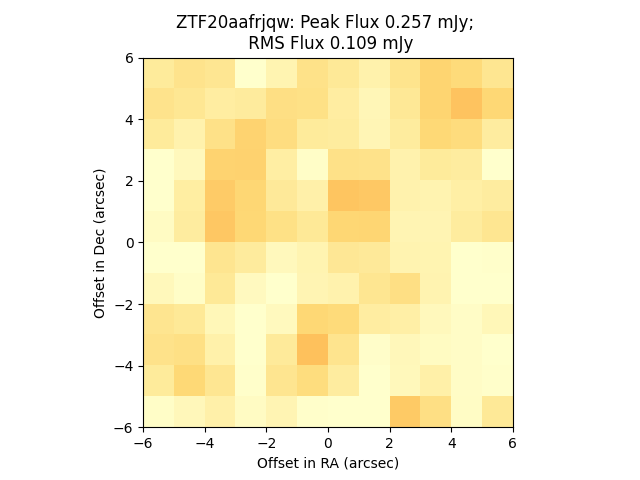 ZTF20aafrjqw: Peak Flux 0.257 mJy;
RMS Flux 0.109 mJy
6
4
2
0
−2
−4
−6
Offset in Dec (arcsec)
−6 −4 −2 0 2 4 6
Offset in RA (arcsec)